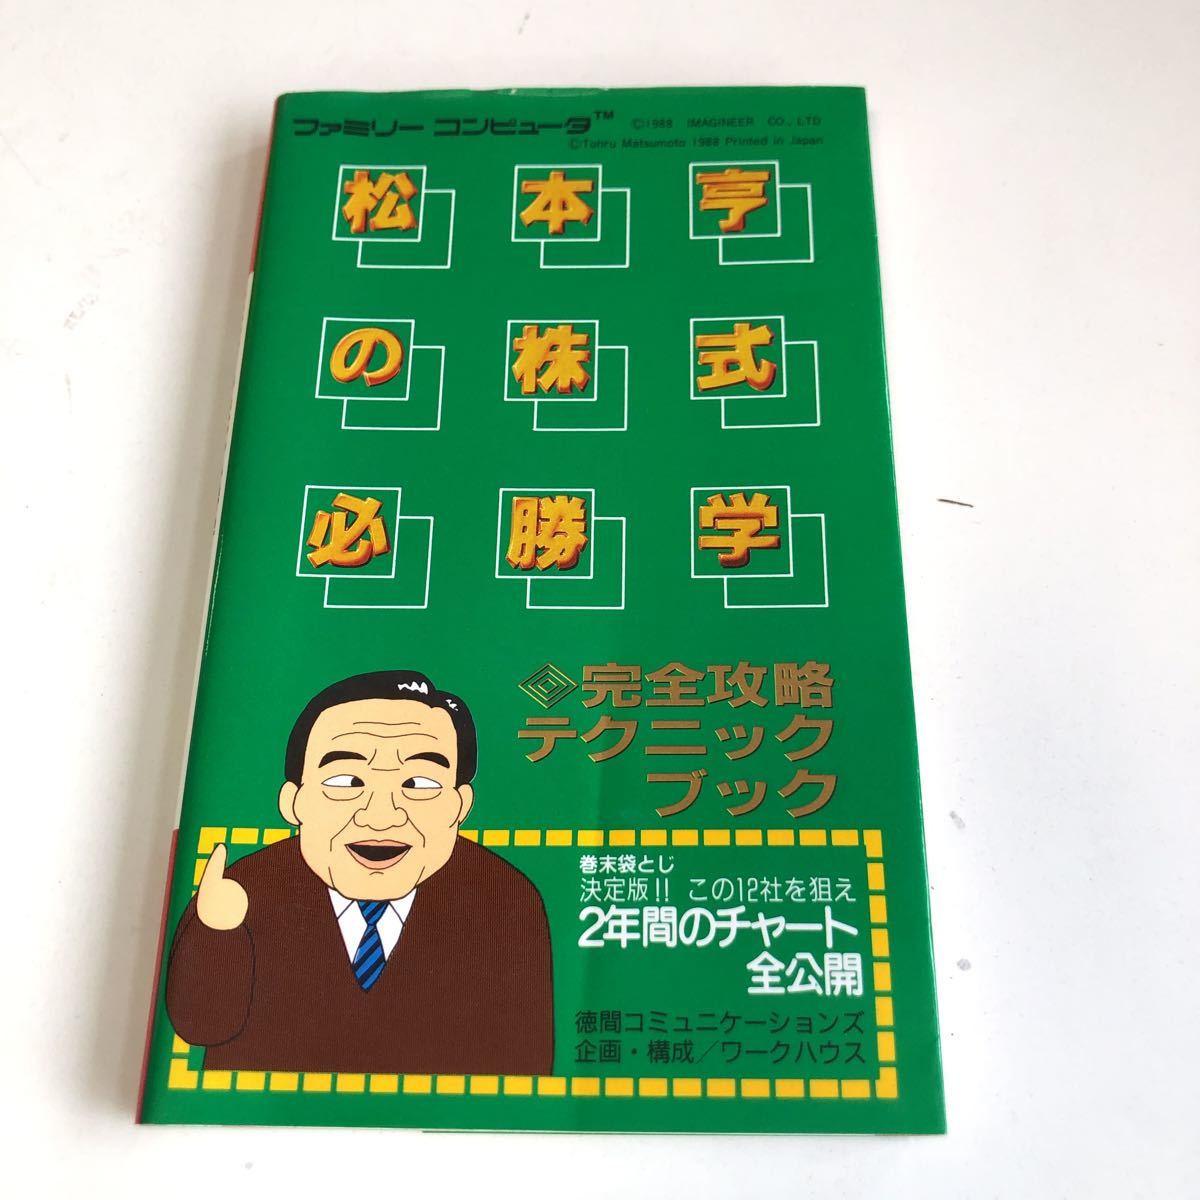 ファミリー コンピュータ™ ©1988 IMAGINEER CO., LTD
©Tohru Matsumoto 1988 Printed in Japan
松本亨
の株式
必勝学
完全攻略
テクニック
ブック
巻末袋とじ
決定版!! この12社を狙え
2年間のチャート
全公開
徳間コミュニケーションズ
企画・構成／ワークハウス